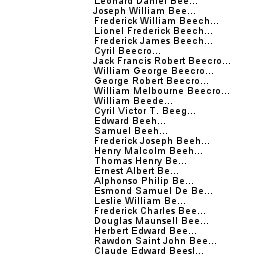 Leonard Daniel Bee...
Joseph William Bee...
Frederick William Beech...
Lionel Frederick Beech...
Frederick James Beech...
Cyril Beecro...
Jack Francis Robert Beecro...
William George Beecro...
George Robert Beecro...
William Melbourne Beecro...
William Beede...
Cyril Victor T. Beeg...
Edward Beeh...
Samuel Beeh...
Frederick Joseph Beeh...
Henry Malcolm Beeh...
Thomas Henry Be...
Ernest Albert Be...
Alphonso Philip Be...
Esmond Samuel De Be...
Leslie William Be...
Frederick Charles Bee...
Douglas Maunsell Bee...
Herbert Edward Bee...
Rawdon Saint John Bee...
Claude Edward Beesl...